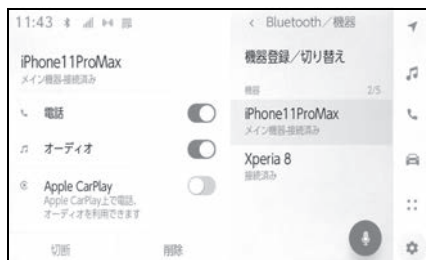 11:43
iPhone11ProMax
メイン機器-接続済み
電話
オーディオ
Apple CarPlay
Apple CarPlay上で電話、
オーディオを利用できます
切断
削除
< Bluetooth/機器
機器登録/切り替え
機器 2/5
iPhone11ProMax
メイン機器-接続済み
Xperia 8
接続済み